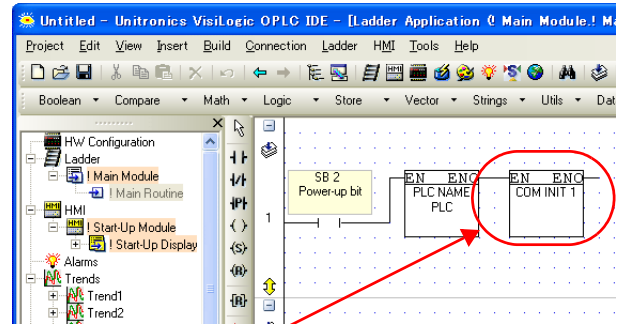 Untitled - Unitronics VisiLogic OPLC IDE - [Ladder Application (! Main Module.! Ma
Project Edit View Insert Build Connection Ladder HMI Tools Help
HMI
Boolean Compare Math Logic Store Vector Strings Utils Dat
HW Configuration
Ladder
! Main Module
! Main Routine
HMI
! Start-Up Module
! Start-Up Display
Alarms
Trends
Trend1
Trend2
1
SB 2
Power-up bit
EN ENO
PLC NAME
PLC
EN ENO
COM INIT 1